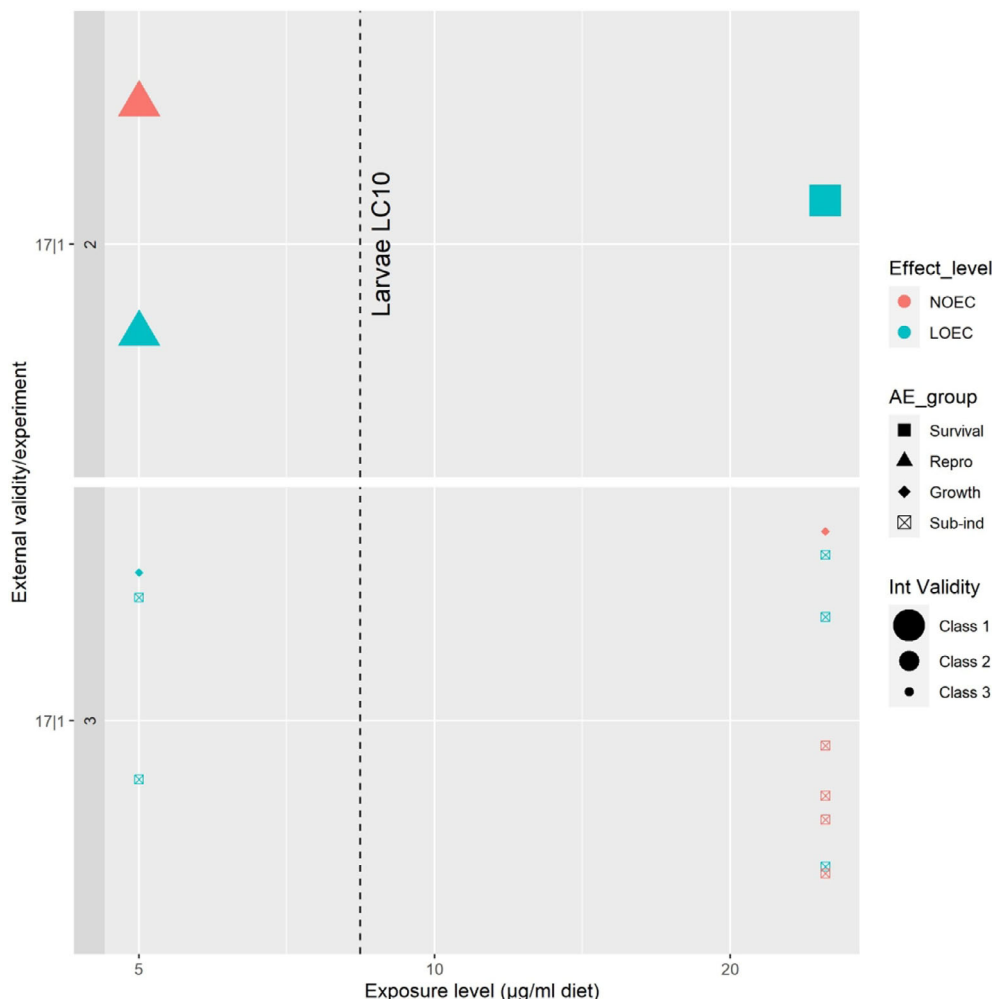 External validity/experiment
17|1
2
17|1
3
Larvae LC10
5
10
20
Exposure level (µg/ml diet)
Effect_level
NOEC
LOEC
AE_group
Survival
Repro
Growth
Sub-ind
Int Validity
Class 1
Class 2
Class 3